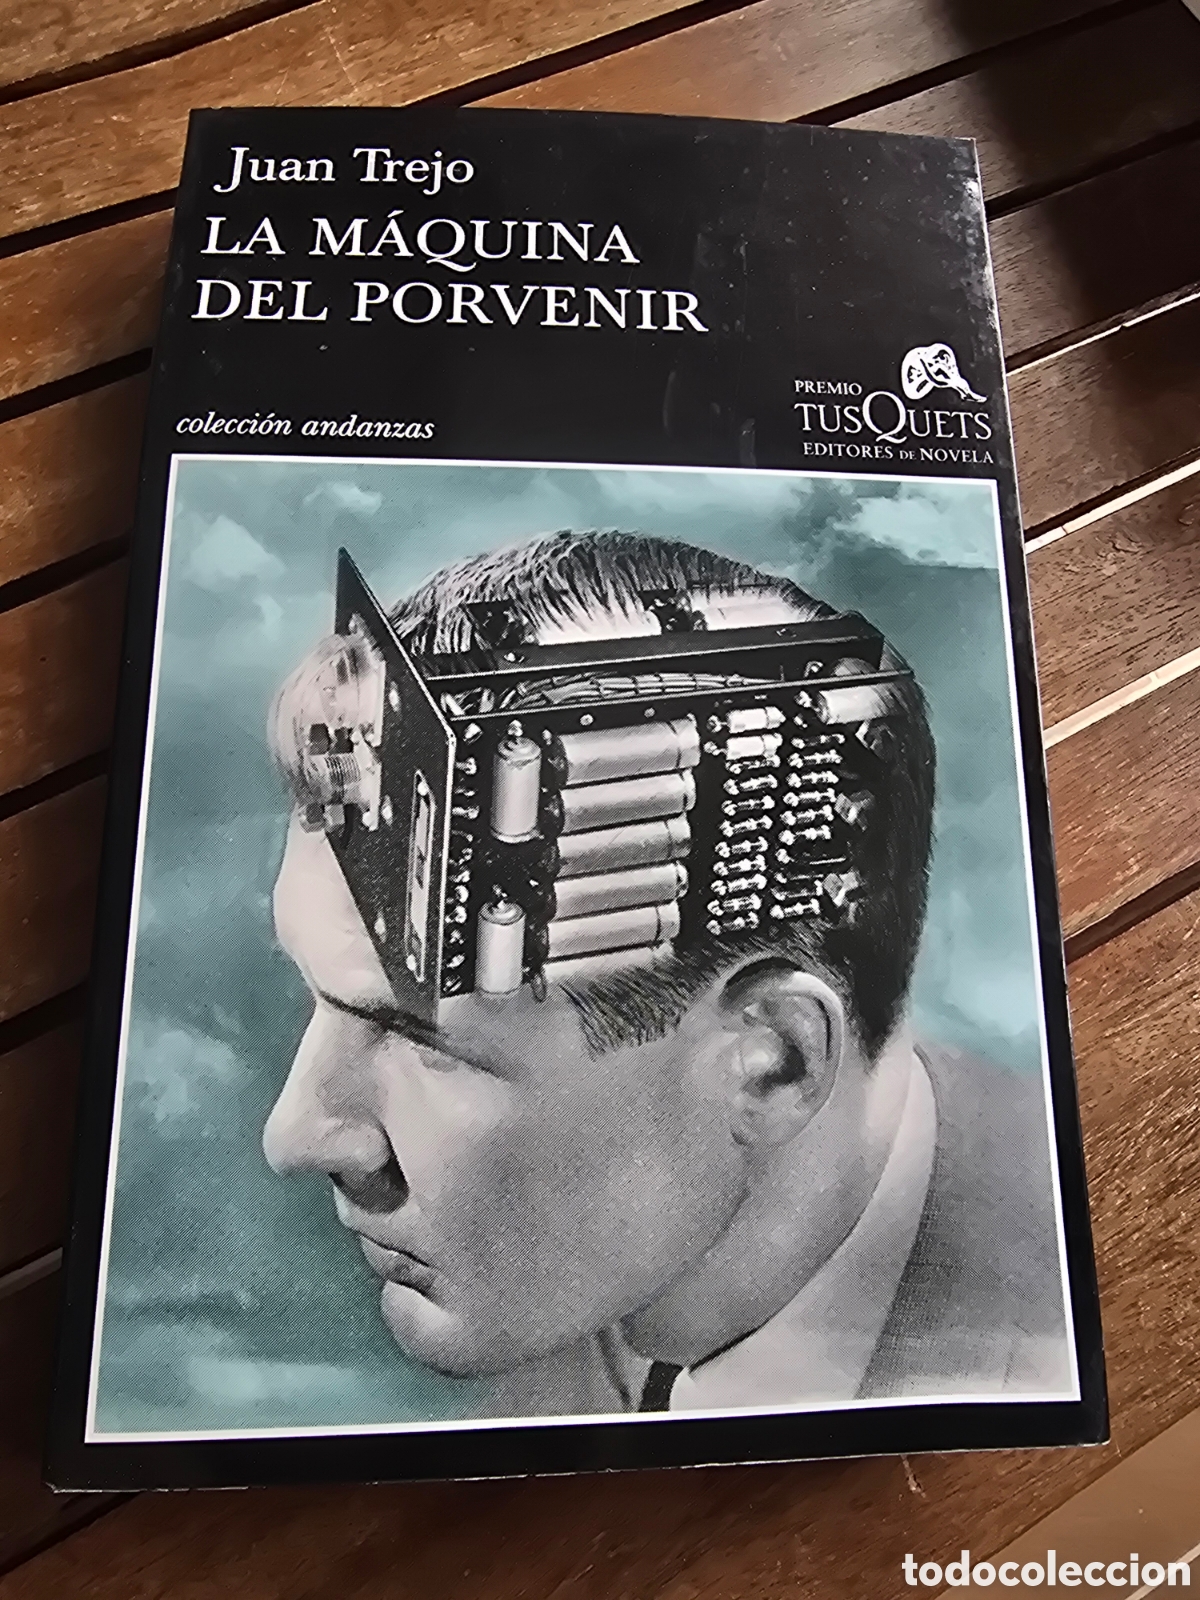 Juan Trejo
LA MÁQUINA
DEL PORVENIR
PREMIO
TUSQUETS
EDITORES DE NOVELA
colección andanzas
todocoleccion